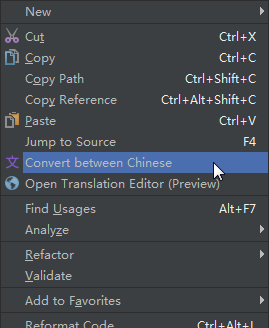 New
Cut Ctrl+X
Copy Ctrl+C
Copy Path Ctrl+Shift+C
Copy Reference Ctrl+Alt+Shift+C
Paste Ctrl+V
Jump to Source F4
文 Convert between Chinese
Open Translation Editor (Preview)
Find Usages Alt+F7
Analyze
Refactor
Validate
Add to Favorites
Reformat Code Ctrl+Alt+L